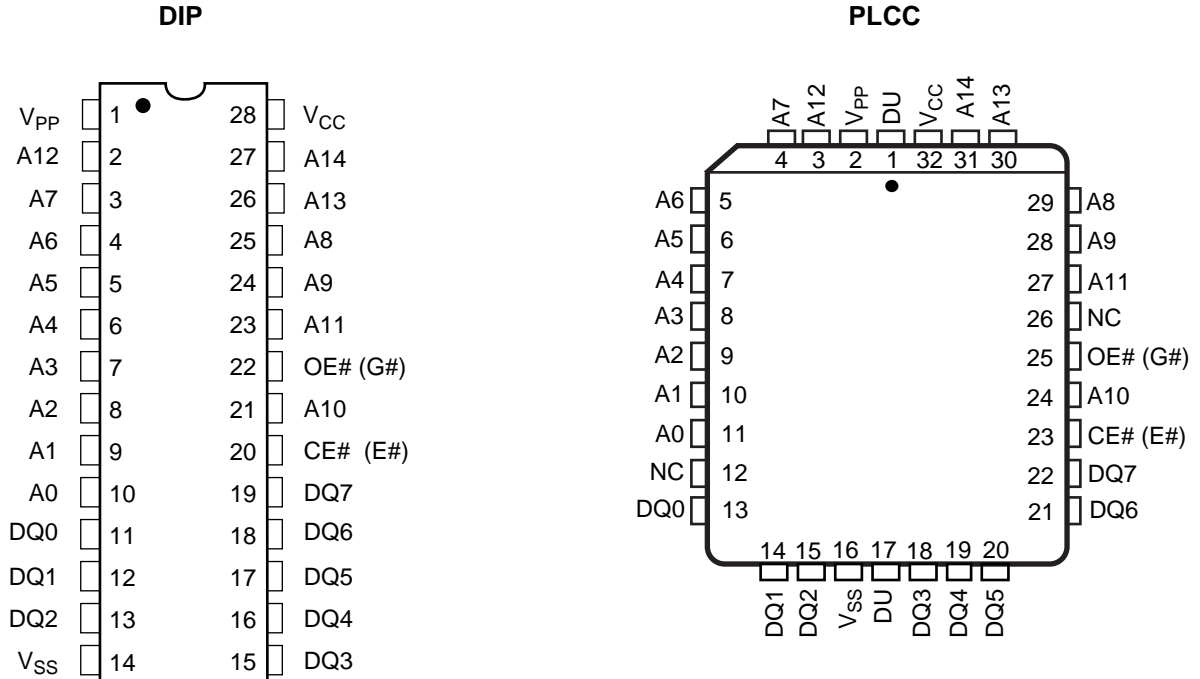 DIP
VPP 1 28 VCC
A12 2 27 A14
A7 3 26 A13
A6 4 25 A8
A5 5 24 A9
A4 6 23 A11
A3 7 22 OE# (G#)
A2 8 21 A10
A1 9 20 CE# (E#)
A0 10 19 DQ7
DQ0 11 18 DQ6
DQ1 12 17 DQ5
DQ2 13 16 DQ4
VSS 14 15 DQ3
PLCC
A7 A12 VPP DU VCC A14 A13
4 3 2 1 32 31 30
A6 5 29 A8
A5 6 28 A9
A4 7 27 A11
A3 8 26 NC
A2 9 25 OE# (G#)
A1 10 24 A10
A0 11 23 CE# (E#)
NC 12 22 DQ7
DQ0 13 21 DQ6
14 15 16 17 18 19 20
DQ1 DQ2 VSS DU DQ3 DQ4 DQ5